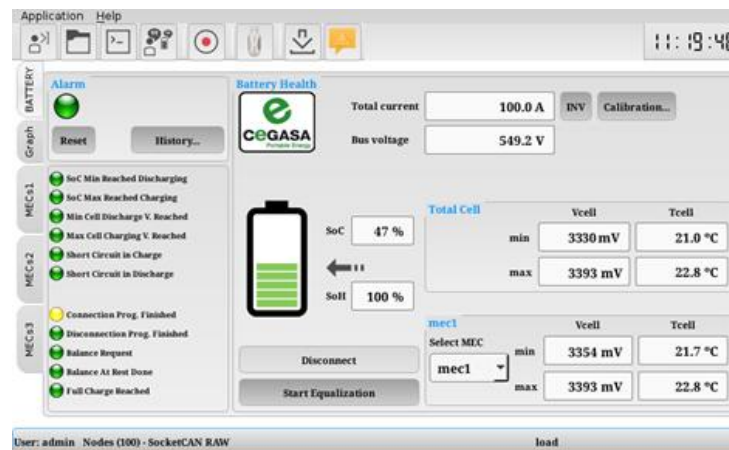 Application Help
11:19:48
BATTERY
Graph
MECs1
MECs2
MECs3
Alarm
Reset
History...
SoC Min Reached Discharging
SoC Max Reached Charging
Min Cell Discharge V. Reached
Max Cell Charging V. Reached
Short Circuit in Charge
Short Circuit in Discharge
Connection Prog. Finished
Disconnection Prog. Finished
Balance Request
Balance At Rest Done
Full Charge Reached
Battery Health
CEGASA
Portable Energy
Total current 100.0 A INV Calibration...
Bus voltage 549.2 V
SoC 47 %
SoH 100 %
Disconnect
Start Equalization
Total Cell
Vcell Tcell
min 3330 mV 21.0 °C
max 3393 mV 22.8 °C
mec1
Select MEC
mec1
Vcell Tcell
min 3354 mV 21.7 °C
max 3393 mV 22.8 °C
User: admin Nodes (100) - SocketCAN RAW load